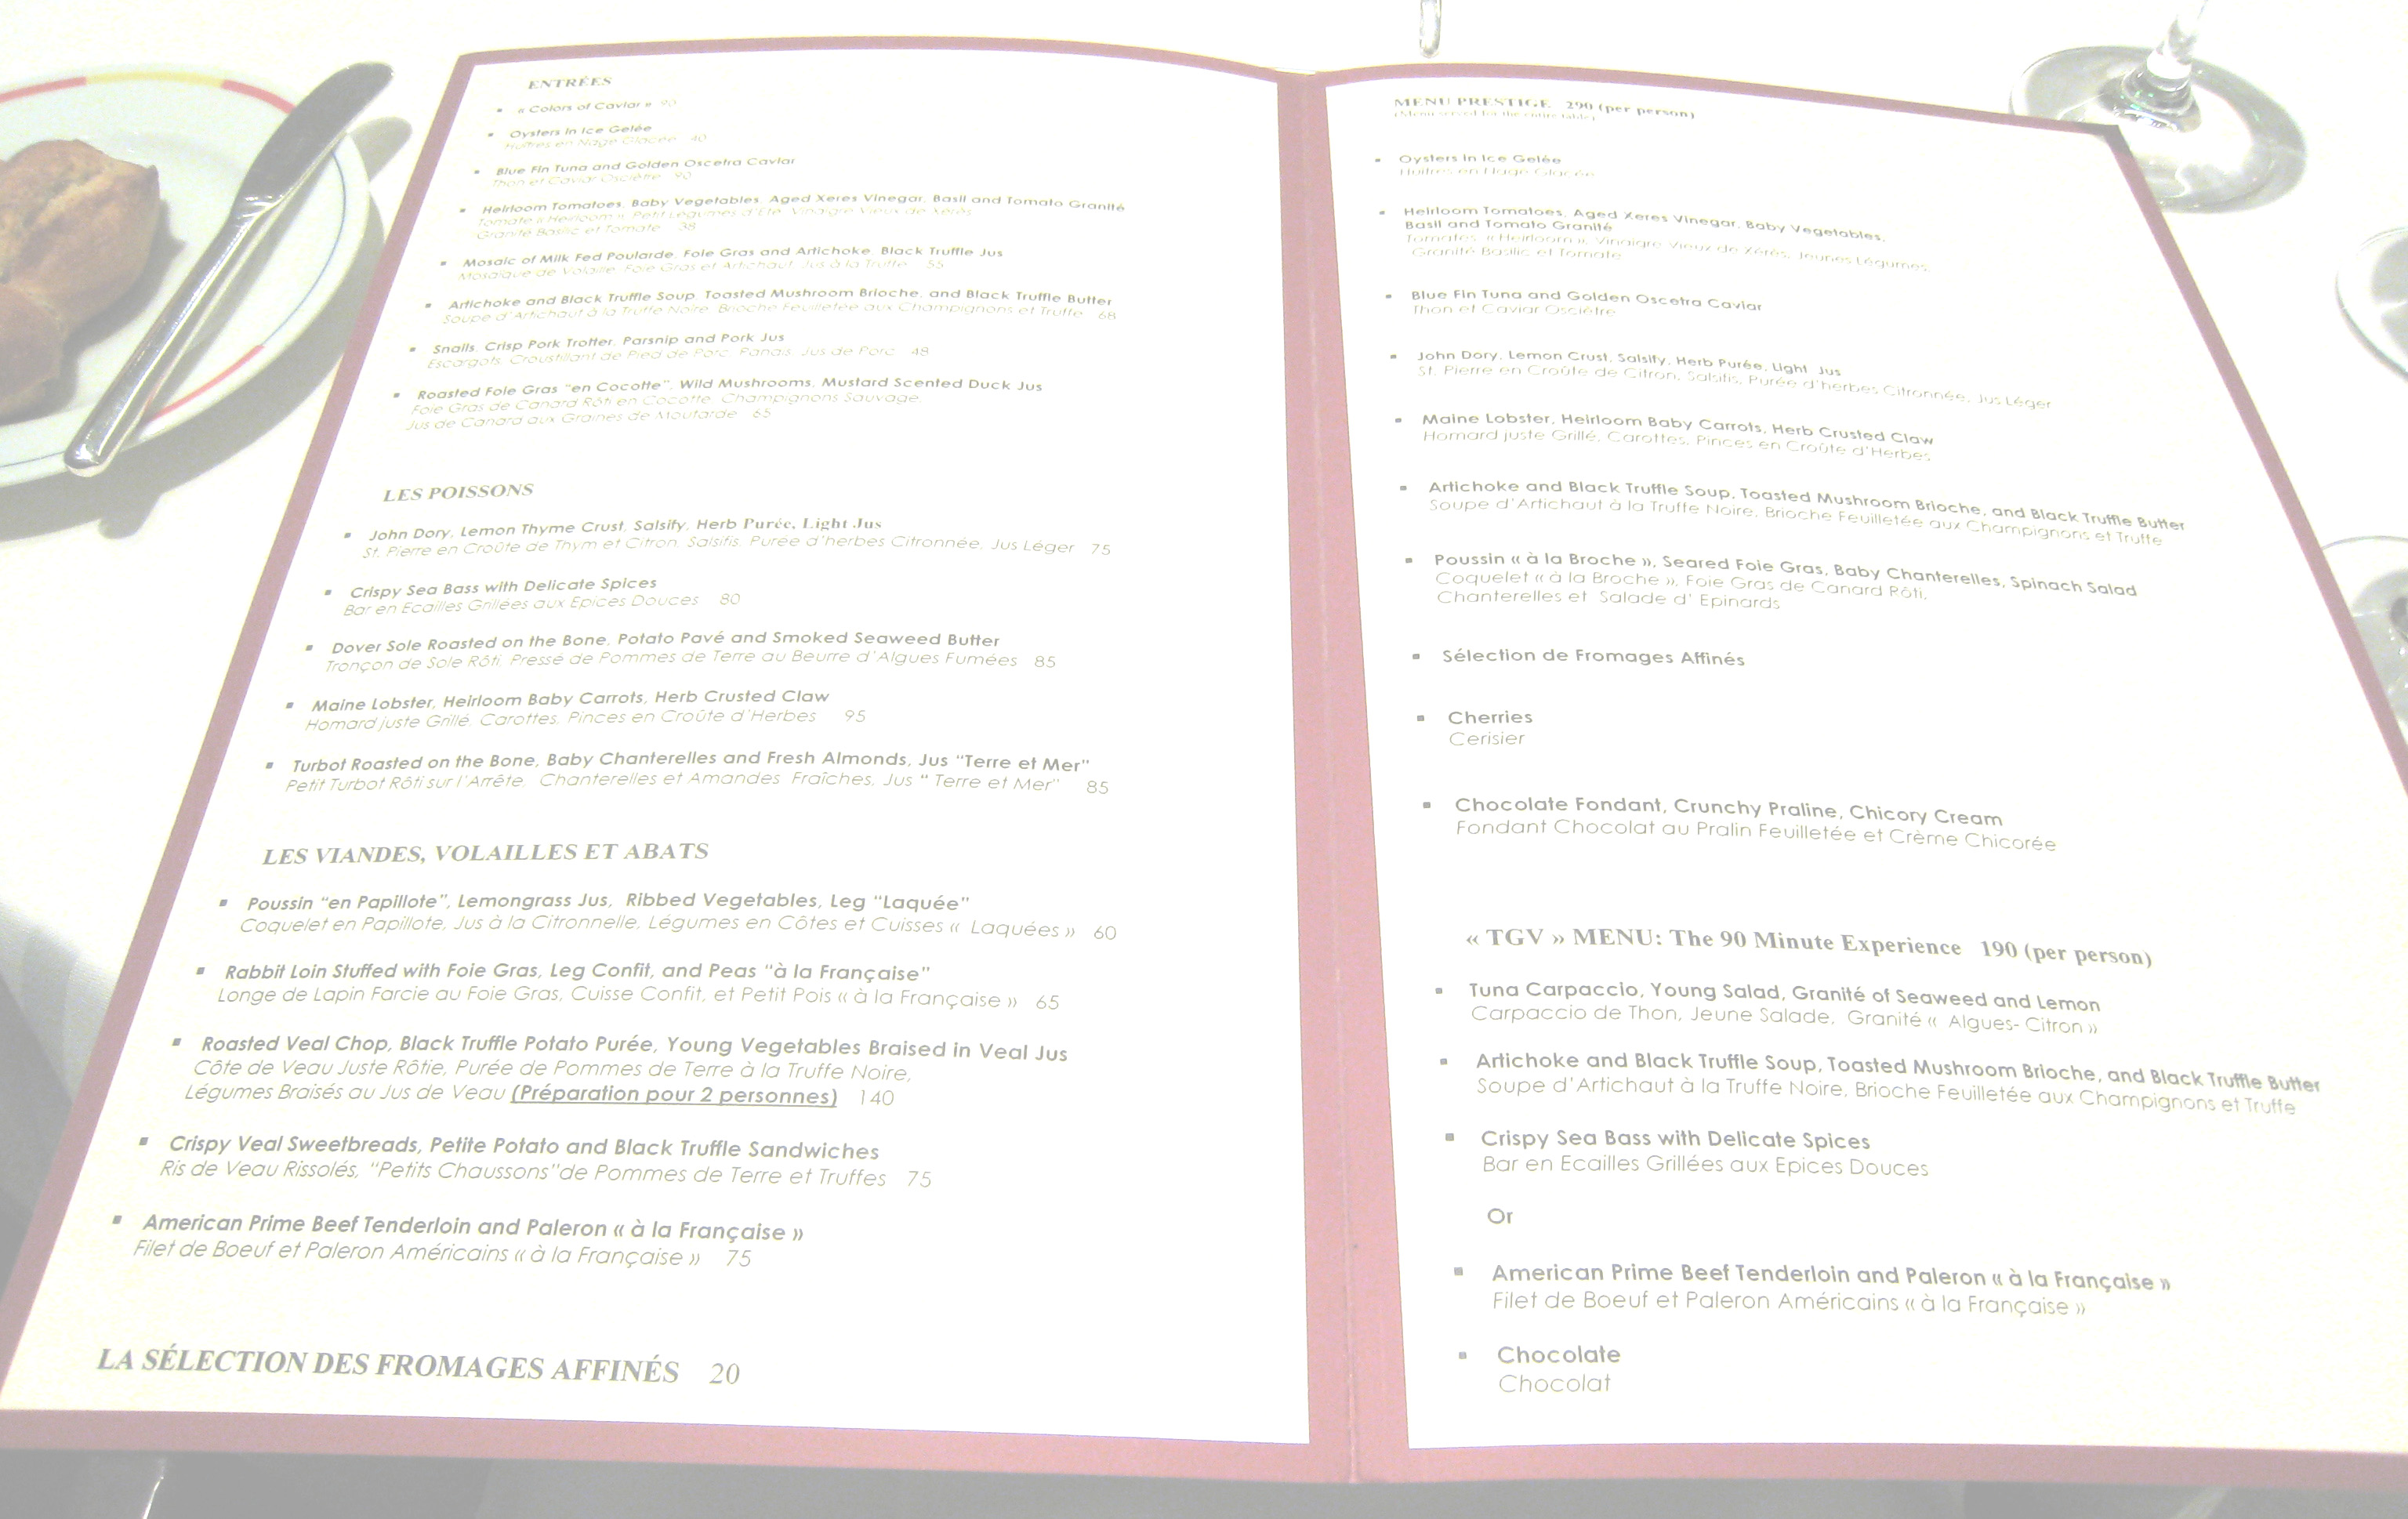 ENTRÉES
« Colors of Caviar » 90
Oysters in Ice Gelée
Huîtres en Nage Glacée 40
Blue Fin Tuna and Golden Oscetra Caviar
Thon et Caviar Osciètre 90
Heirloom Tomatoes, Baby Vegetables, Aged Xeres Vinegar, Basil and Tomato Granité
Tomate « Heirloom », Petit Légumes d'Eté, Vinaigre Vieux de Xérès,
Granité Basilic et Tomate 38
Mosaic of Milk Fed Poularde, Foie Gras and Artichoke, Black Truffle Jus
Mosaïque de Volaille, Foie Gras et Artichaut, Jus à la Truffe 55
Artichoke and Black Truffle Soup, Toasted Mushroom Brioche, and Black Truffle Butter
Soupe d'Artichaut à la Truffe Noire, Brioche Feuilletée aux Champignons et Truffe 68
Snails, Crisp Pork Trotter, Parsnip and Pork Jus
Escargots, Croustillant de Pied de Porc, Panais, Jus de Porc 48
Roasted Foie Gras "en Cocotte", Wild Mushrooms, Mustard Scented Duck Jus
Foie Gras de Canard Rôti en Cocotte, Champignons Sauvage,
Jus de Canard aux Graines de Moutarde 65
LES POISSONS
John Dory, Lemon Thyme Crust, Salsify, Herb Purée, Light Jus
St. Pierre en Croûte de Thym et Citron, Salsifis, Purée d'herbes Citronnée, Jus Léger 75
Crispy Sea Bass with Delicate Spices
Bar en Ecailles Grillées aux Epices Douces 80
Dover Sole Roasted on the Bone, Potato Pavé and Smoked Seaweed Butter
Tronçon de Sole Rôti, Pressé de Pommes de Terre au Beurre d'Algues Fumées 85
Maine Lobster, Heirloom Baby Carrots, Herb Crusted Claw
Homard juste Grillé, Carottes, Pinces en Croûte d'Herbes 95
Turbot Roasted on the Bone, Baby Chanterelles and Fresh Almonds, Jus "Terre et Mer"
Petit Turbot Rôti sur l'Arrête, Chanterelles et Amandes Fraîches, Jus " Terre et Mer" 85
LES VIANDES, VOLAILLES ET ABATS
Poussin "en Papillote", Lemongrass Jus, Ribbed Vegetables, Leg "Laquée"
Coquelet en Papillote, Jus à la Citronnelle, Légumes en Côtes et Cuisses « Laquées » 60
Rabbit Loin Stuffed with Foie Gras, Leg Confit, and Peas "à la Française"
Longe de Lapin Farcie au Foie Gras, Cuisse Confit, et Petit Pois « à la Française » 65
Roasted Veal Chop, Black Truffle Potato Purée, Young Vegetables Braised in Veal Jus
Côte de Veau Juste Rôtie, Purée de Pommes de Terre à la Truffe Noire,
Légumes Braisés au Jus de Veau (Préparation pour 2 personnes) 140
Crispy Veal Sweetbreads, Petite Potato and Black Truffle Sandwiches
Ris de Veau Rissolés, "Petits Chaussons"de Pommes de Terre et Truffes 75
American Prime Beef Tenderloin and Paleron « à la Française »
Filet de Boeuf et Paleron Américains « à la Française » 75
LA SÉLECTION DES FROMAGES AFFINÉS 20
MENU PRESTIGE 290 (per person)
(Menu served for the entire table)
Oysters in Ice Gelée
Huîtres en Nage Glacée
Heirloom Tomatoes, Aged Xeres Vinegar, Baby Vegetables,
Basil and Tomato Granité
Tomates « Heirloom », Vinaigre Vieux de Xérès, Jeunes Légumes,
Granité Basilic et Tomate
Blue Fin Tuna and Golden Oscetra Caviar
Thon et Caviar Osciètre
John Dory, Lemon Crust, Salsify, Herb Purée, Light Jus
St. Pierre en Croûte de Citron, Salsifis, Purée d'herbes Citronnée, Jus Léger
Maine Lobster, Heirloom Baby Carrots, Herb Crusted Claw
Homard juste Grillé, Carottes, Pinces en Croûte d'Herbes
Artichoke and Black Truffle Soup, Toasted Mushroom Brioche, and Black Truffle Butter
Soupe d'Artichaut à la Truffe Noire, Brioche Feuilletée aux Champignons et Truffe
Poussin « à la Broche », Seared Foie Gras, Baby Chanterelles, Spinach Salad
Coquelet « à la Broche », Foie Gras de Canard Rôti,
Chanterelles et Salade d' Epinards
Sélection de Fromages Affinés
Cherries
Cerisier
Chocolate Fondant, Crunchy Praline, Chicory Cream
Fondant Chocolat au Pralin Feuilletée et Crème Chicorée
« TGV » MENU: The 90 Minute Experience 190 (per person)
Tuna Carpaccio, Young Salad, Granité of Seaweed and Lemon
Carpaccio de Thon, Jeune Salade, Granité « Algues- Citron »
Artichoke and Black Truffle Soup, Toasted Mushroom Brioche, and Black Truffle Butter
Soupe d'Artichaut à la Truffe Noire, Brioche Feuilletée aux Champignons et Truffe
Crispy Sea Bass with Delicate Spices
Bar en Ecailles Grillées aux Epices Douces
Or
American Prime Beef Tenderloin and Paleron « à la Française »
Filet de Boeuf et Paleron Américains « à la Française »
Chocolate
Chocolat